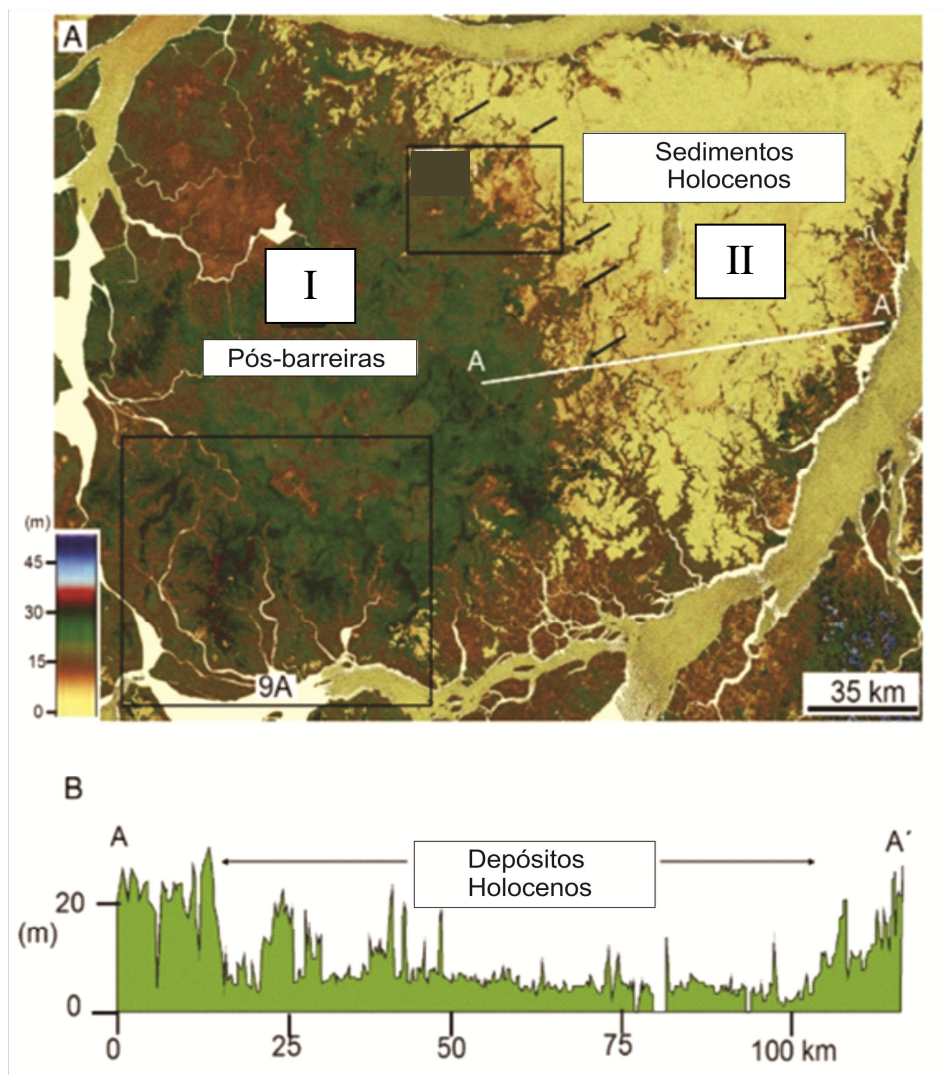 A
Sedimentos
Holocenos
II
I
A
Pós-barreiras
A
(m)
45
30
15
0
9A
35 km
B
A
A´
Depósitos
Holocenos
20
(m)
0
0
25
50
75
100 km